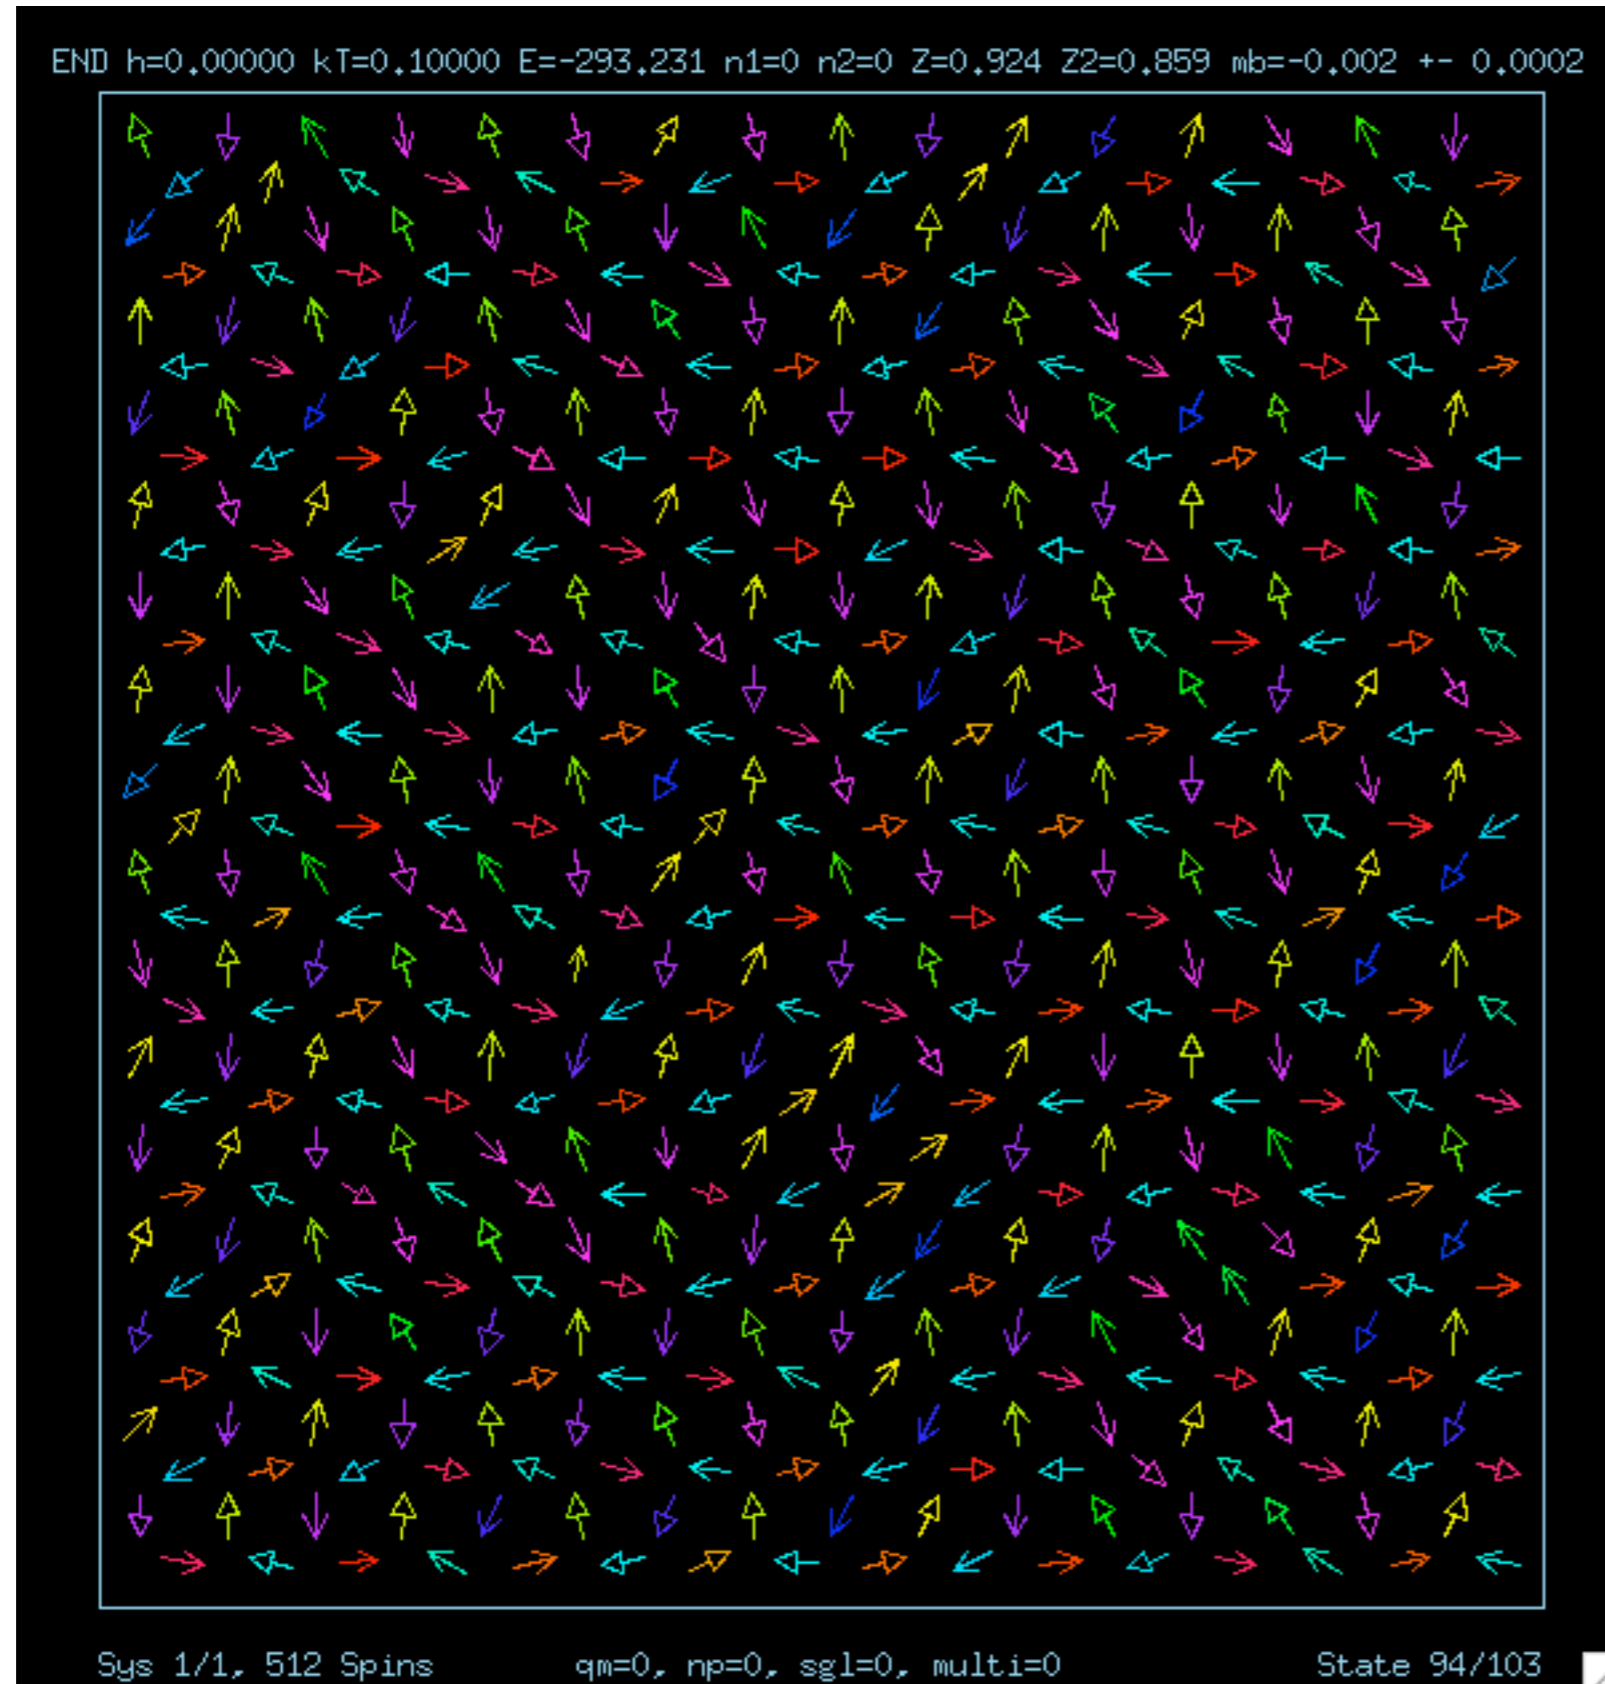 END h=0.00000 kT=0.10000 E=-293.231 n1=0 n2=0 Z=0.924 Z2=0.859 mb=-0.002 +- 0.0002
Sys 1/1, 512 Spins qm=0, np=0, sgl=0, multi=0 State 94/103